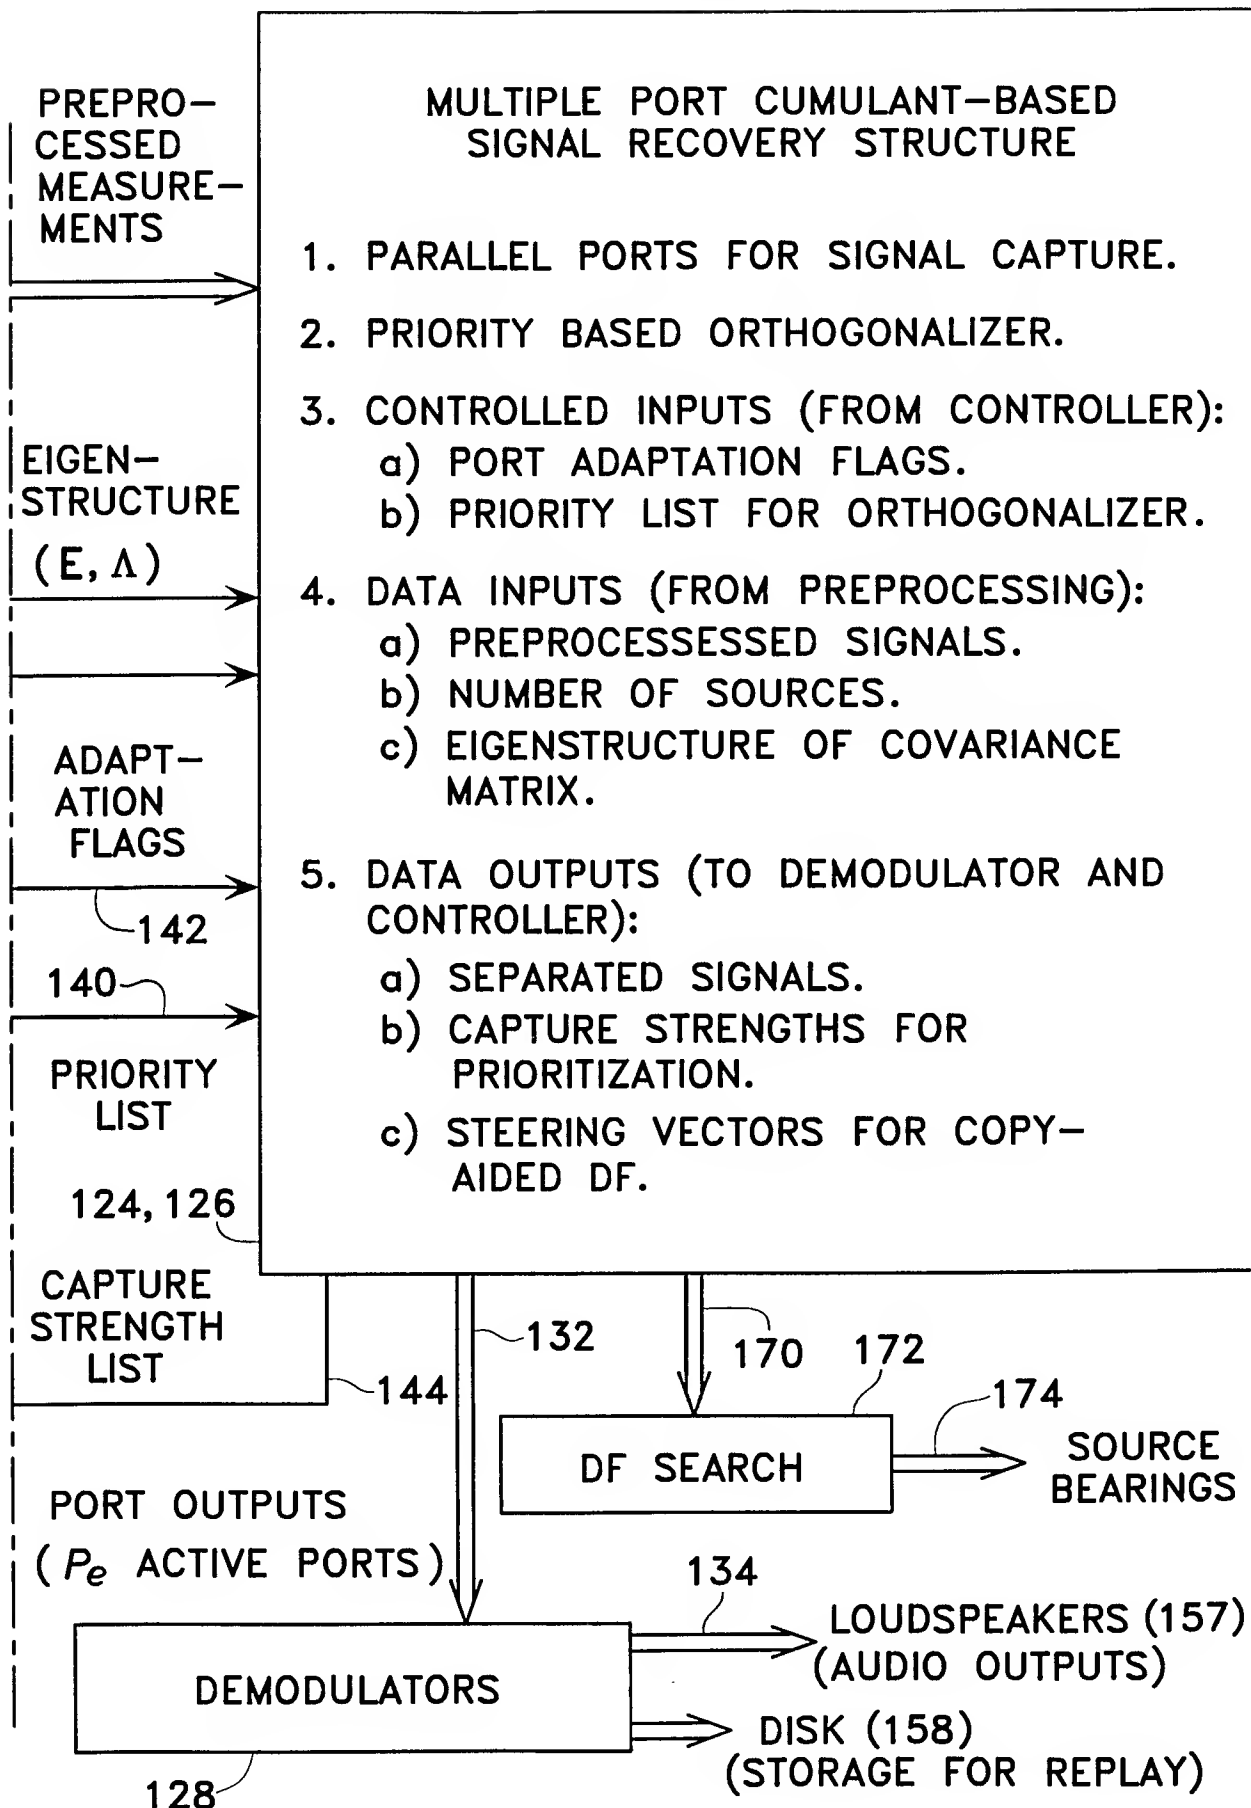 PREPRO-
CESSED
MEASURE-
MENTS
EIGEN-
STRUCTURE
(E, Λ)
ADAPT-
ATION
FLAGS
142
140
PRIORITY
LIST
124, 126
CAPTURE
STRENGTH
LIST
144
MULTIPLE PORT CUMULANT-BASED
SIGNAL RECOVERY STRUCTURE
1. PARALLEL PORTS FOR SIGNAL CAPTURE.
2. PRIORITY BASED ORTHOGONALIZER.
3. CONTROLLED INPUTS (FROM CONTROLLER):
a) PORT ADAPTATION FLAGS.
b) PRIORITY LIST FOR ORTHOGONALIZER.
4. DATA INPUTS (FROM PREPROCESSING):
a) PREPROCESSESSED SIGNALS.
b) NUMBER OF SOURCES.
c) EIGENSTRUCTURE OF COVARIANCE
MATRIX.
5. DATA OUTPUTS (TO DEMODULATOR AND
CONTROLLER):
a) SEPARATED SIGNALS.
b) CAPTURE STRENGTHS FOR
PRIORITIZATION.
c) STEERING VECTORS FOR COPY-
AIDED DF.
132
170
172
174
DF SEARCH
SOURCE
BEARINGS
PORT OUTPUTS
(Pe ACTIVE PORTS)
134
DEMODULATORS
LOUDSPEAKERS (157)
(AUDIO OUTPUTS)
DISK (158)
(STORAGE FOR REPLAY)
128